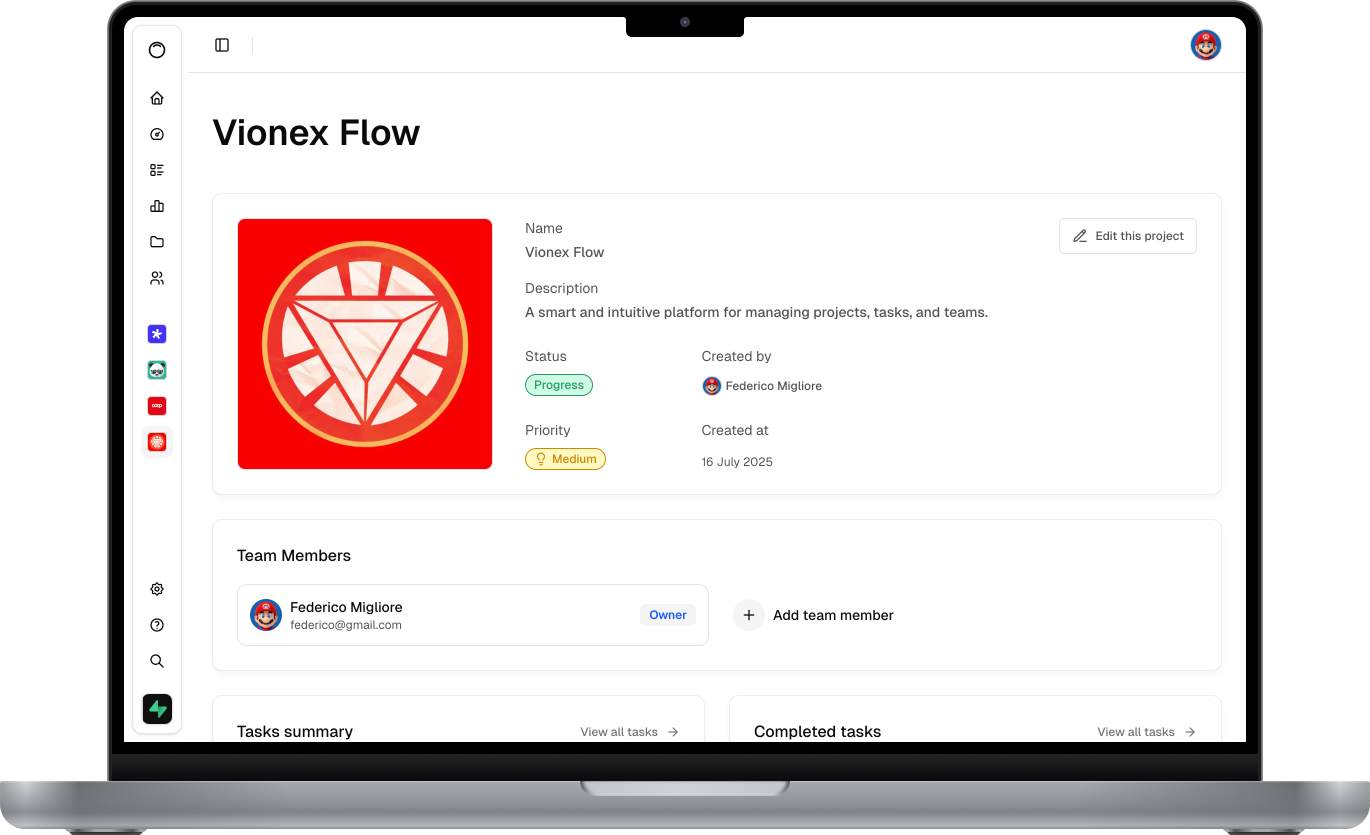 Vionex Flow
Name
Vionex Flow
Edit this project
Description
A smart and intuitive platform for managing projects, tasks, and teams.
Status
Created by
Progress
Federico Migliore
Priority
Created at
Medium
16 July 2025
Team Members
Federico Migliore
federico@gmail.com
Owner
Add team member
Tasks summary
View all tasks
Completed tasks
View all tasks